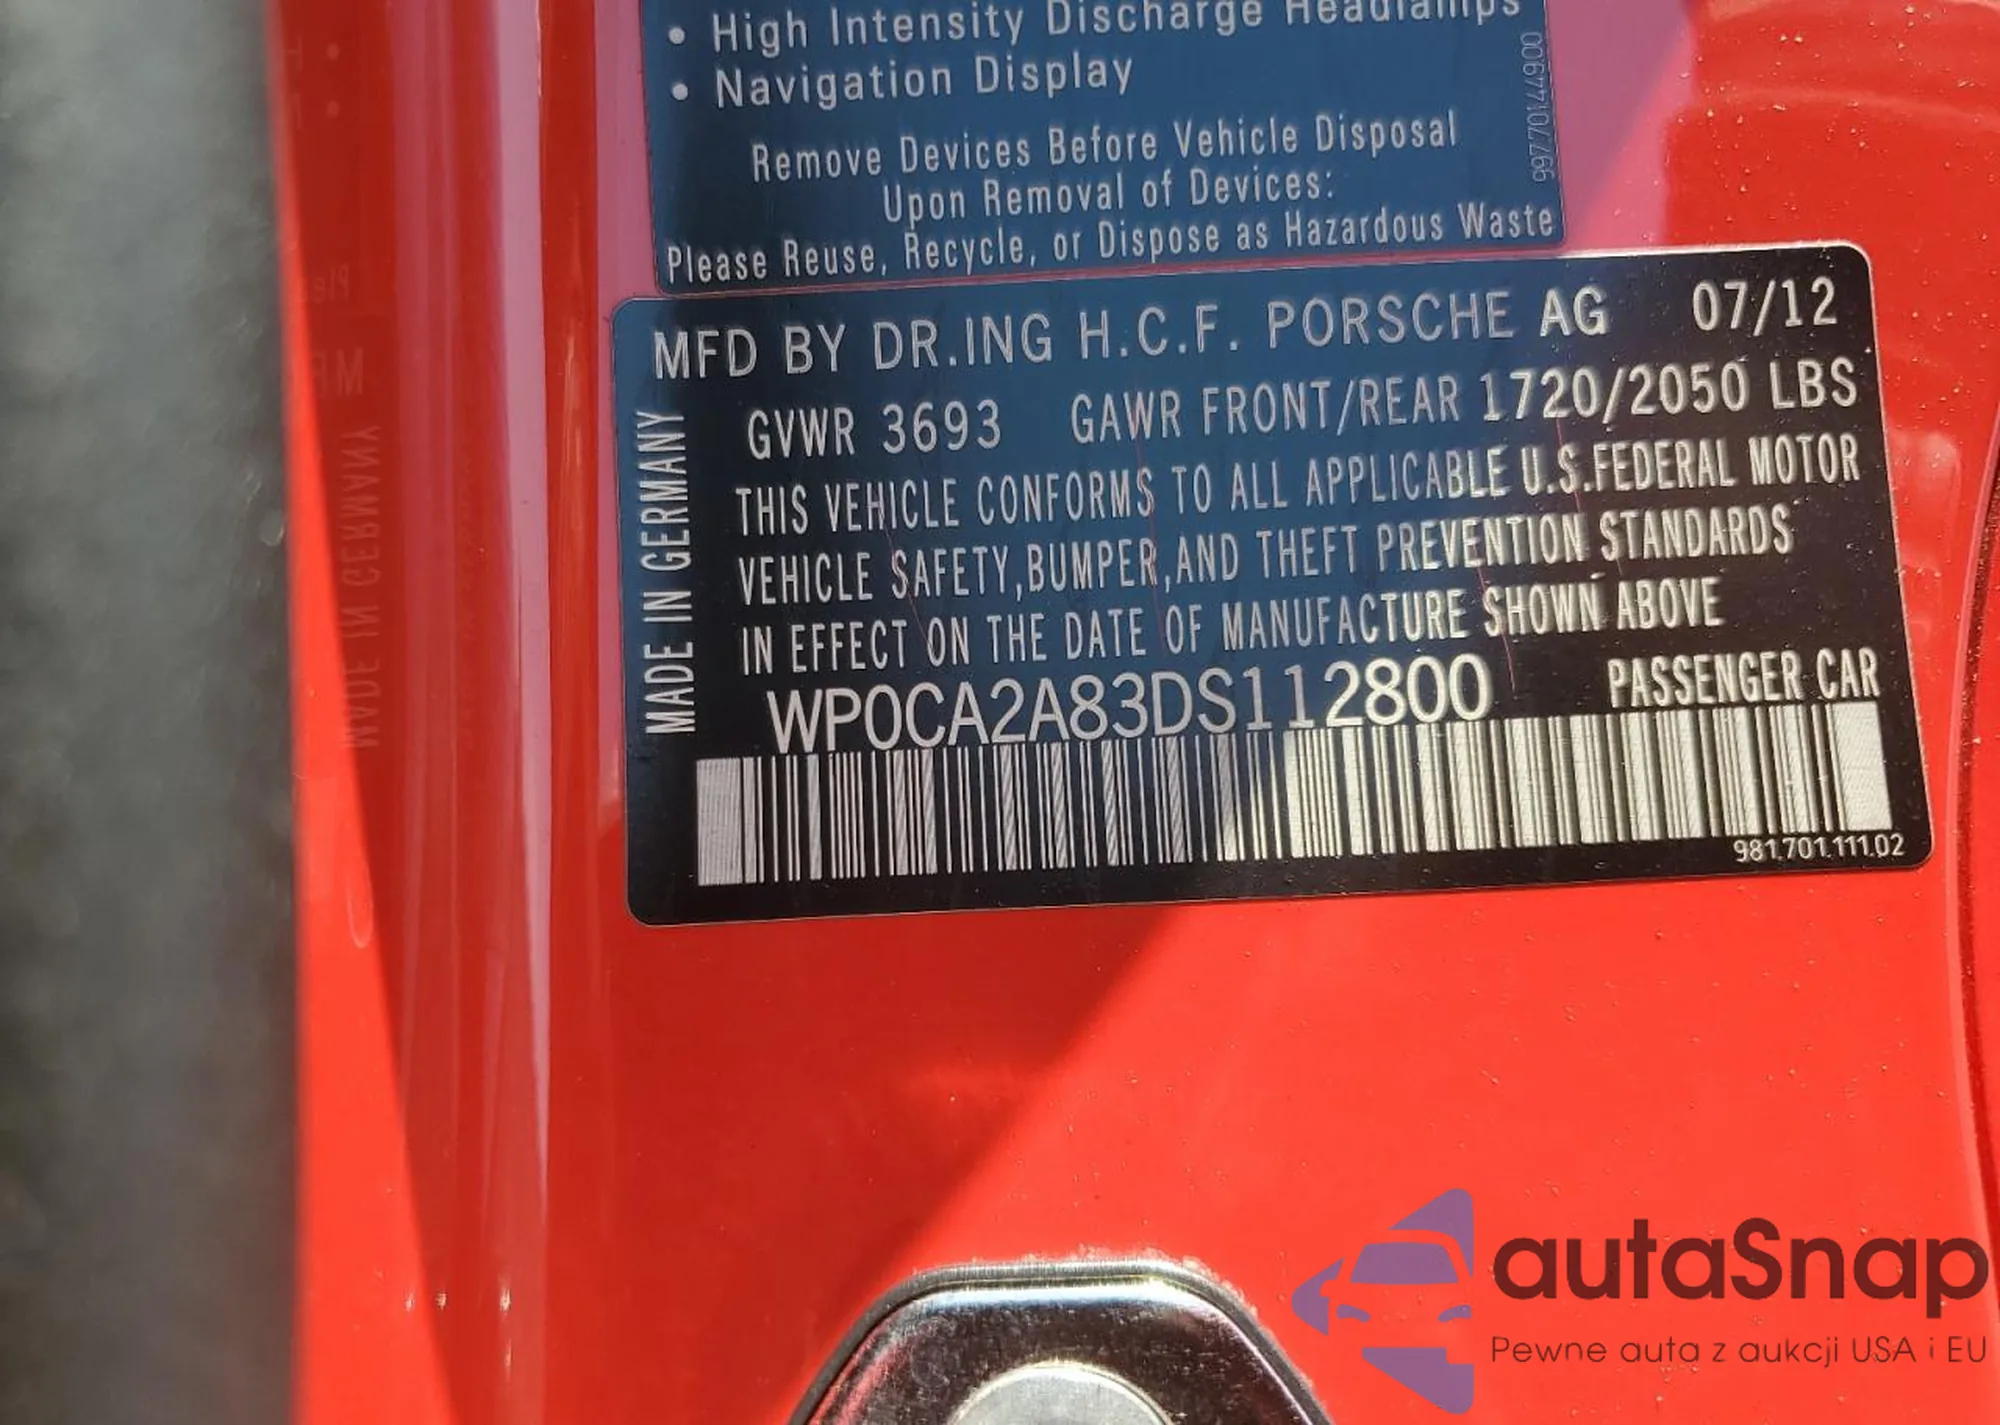 • High Intensity Discharge Headlamps
• Navigation Display
Remove Devices Before Vehicle Disposal
Upon Removal of Devices:
Please Reuse, Recycle, or Dispose as Hazardous Waste
99770144900
MFD BY DR.ING H.C.F. PORSCHE AG 07/12
GVWR 3693 GAWR FRONT/REAR 1720/2050 LBS
THIS VEHICLE CONFORMS TO ALL APPLICABLE U.S.FEDERAL MOTOR
VEHICLE SAFETY,BUMPER,AND THEFT PREVENTION STANDARDS
IN EFFECT ON THE DATE OF MANUFACTURE SHOWN ABOVE
WP0CA2A83DS112800 PASSENGER CAR
MADE IN GERMANY
981.701.111.02
autaSnap
Pewne auta z aukcji USA i EU